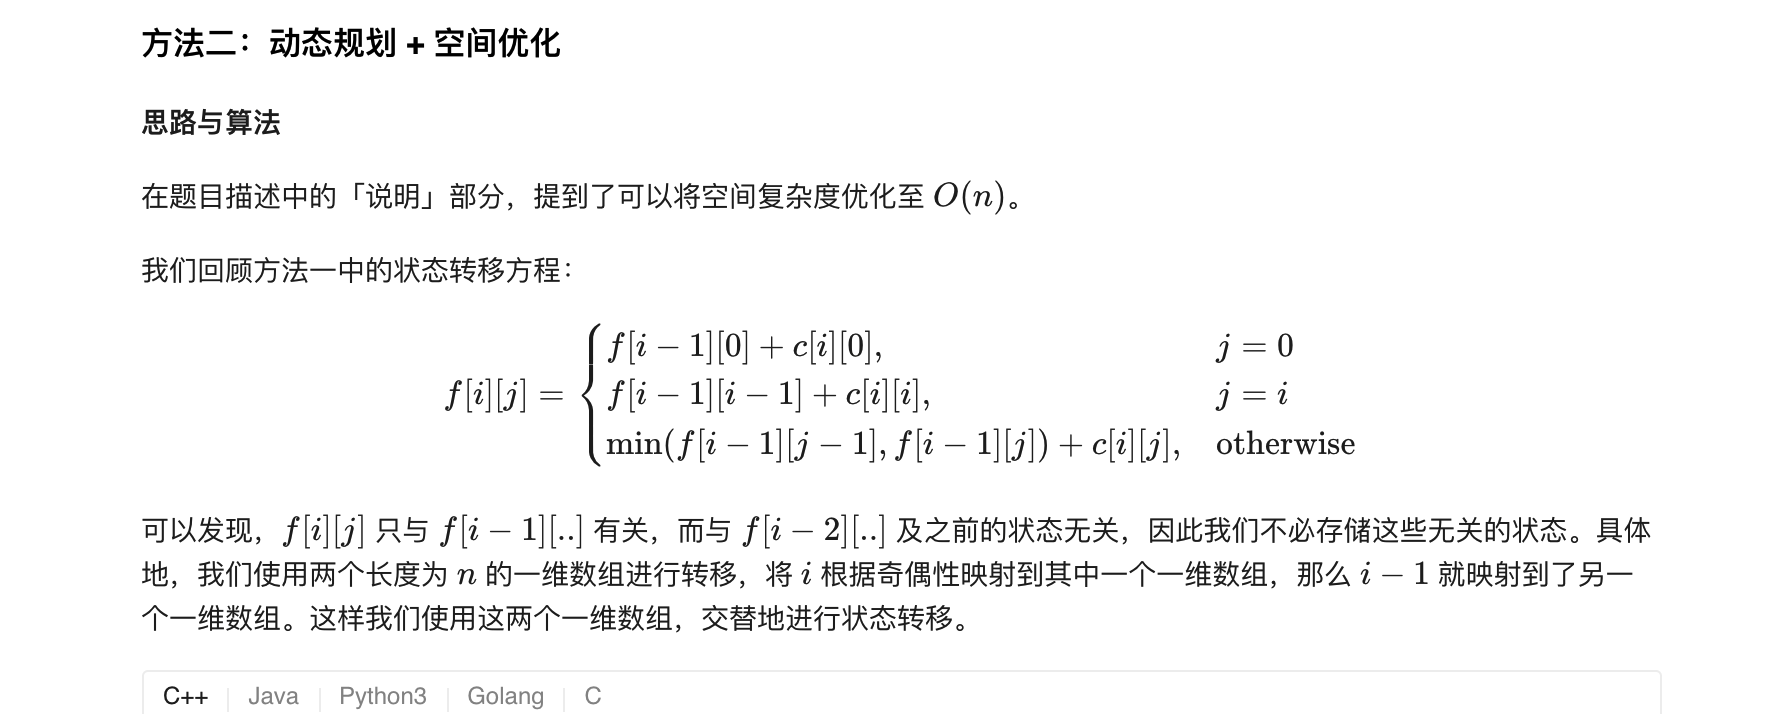 方法二：动态规划 + 空间优化
思路与算法
在题目描述中的「说明」部分，提到了可以将空间复杂度优化至 O(n)。
我们回顾方法一中的状态转移方程：
f[i − 1][0] + c[i][0], j = 0
f[i][j] = { f[i − 1][i − 1] + c[i][i], j = i
min(f[i − 1][j − 1], f[i − 1][j]) + c[i][j], otherwise
可以发现，f[i][j] 只与 f[i − 1][..] 有关，而与 f[i − 2][..] 及之前的状态无关，因此我们不必存储这些无关的状态。具体
地，我们使用两个长度为 n 的一维数组进行转移，将 i 根据奇偶性映射到其中一个一维数组，那么 i − 1 就映射到了另一
个一维数组。这样我们使用这两个一维数组，交替地进行状态转移。
C++ Java Python3 Golang C